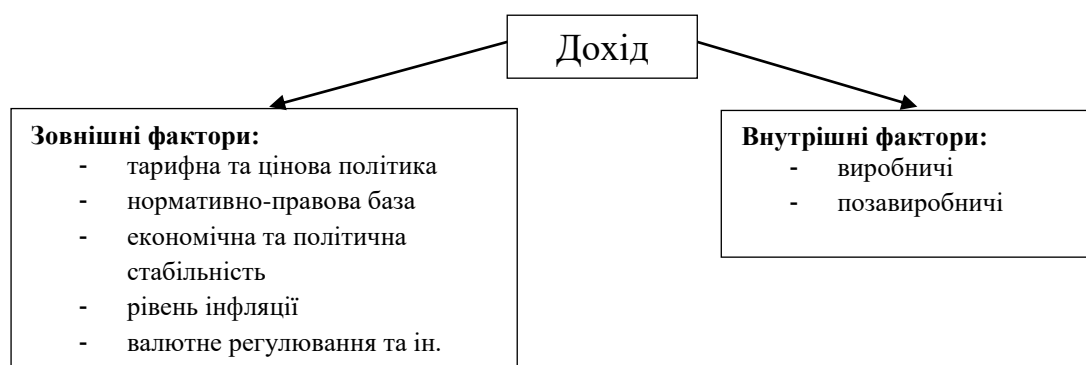 Дохід
Зовнішні фактори:
- тарифна та цінова політика
- нормативно-правова база
- економічна та політична
стабільність
- рівень інфляції
- валютне регулювання та ін.
Внутрішні фактори:
- виробничі
- позавиробничі